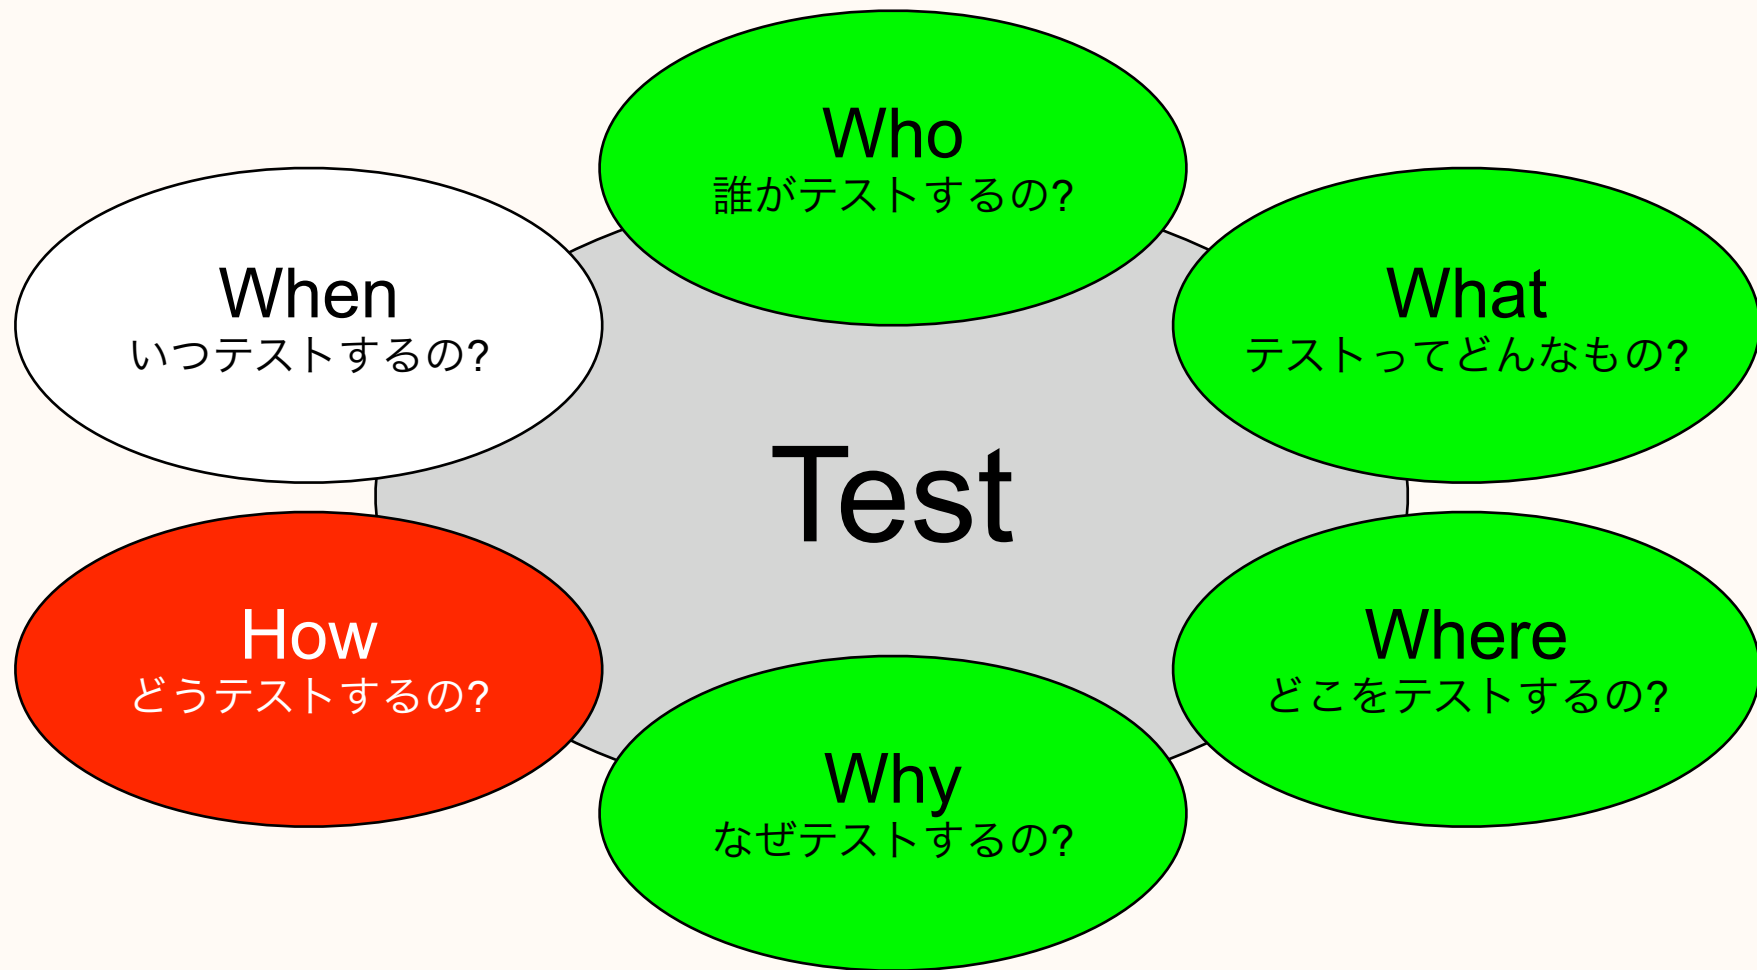 Who
誰がテストするの?
When
いつテストするの?
What
テストってどんなもの?
Test
How
どうテストするの?
Where
どこをテストするの?
Why
なぜテストするの?